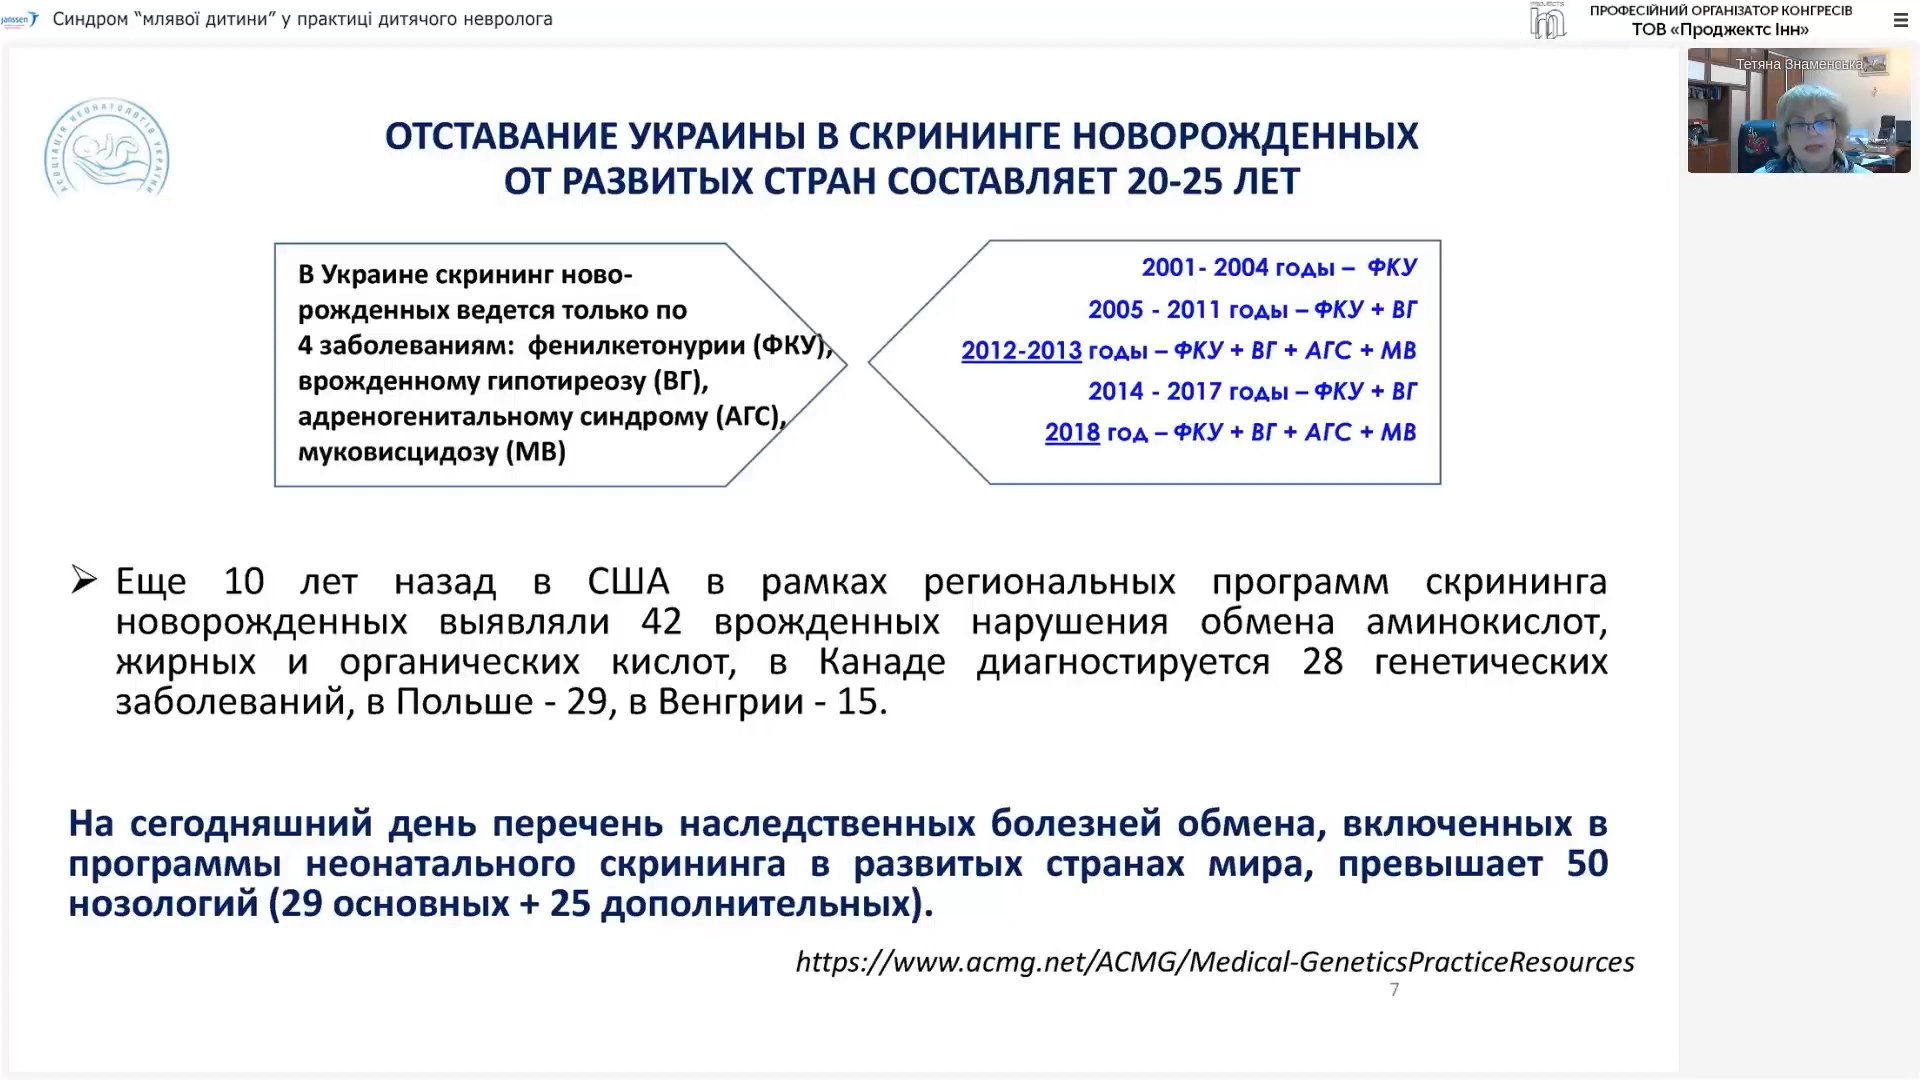 janssen
Синдром “млявої дитини” у практиці дитячого невролога
PROJECTS
ПРОФЕСІЙНИЙ ОРГАНІЗАТОР КОНГРЕСІВ
ТОВ «Проджектс Інн»
Тетяна Знаменська
АСОЦІАЦІЯ НЕОНАТОЛОГІВ УКРАЇНИ
ОТСТАВАНИЕ УКРАИНЫ В СКРИНИНГЕ НОВОРОЖДЕННЫХ
ОТ РАЗВИТЫХ СТРАН СОСТАВЛЯЕТ 20-25 ЛЕТ
В Украине скрининг ново-
рожденных ведется только по
4 заболеваниям: фенилкетонурии (ФКУ),
врожденному гипотиреозу (ВГ),
адреногенитальному синдрому (АГС),
муковисцидозу (МВ)
2001- 2004 годы – ФКУ
2005 - 2011 годы – ФКУ + ВГ
2012-2013 годы – ФКУ + ВГ + АГС + МВ
2014 - 2017 годы – ФКУ + ВГ
2018 год – ФКУ + ВГ + АГС + МВ
Еще 10 лет назад в США в рамках региональных программ скрининга
новорожденных выявляли 42 врожденных нарушения обмена аминокислот,
жирных и органических кислот, в Канаде диагностируется 28 генетических
заболеваний, в Польше - 29, в Венгрии - 15.
На сегодняшний день перечень наследственных болезней обмена, включенных в
программы неонатального скрининга в развитых странах мира, превышает 50
нозологий (29 основных + 25 дополнительных).
https://www.acmg.net/ACMG/Medical-GeneticsPracticeResources
7